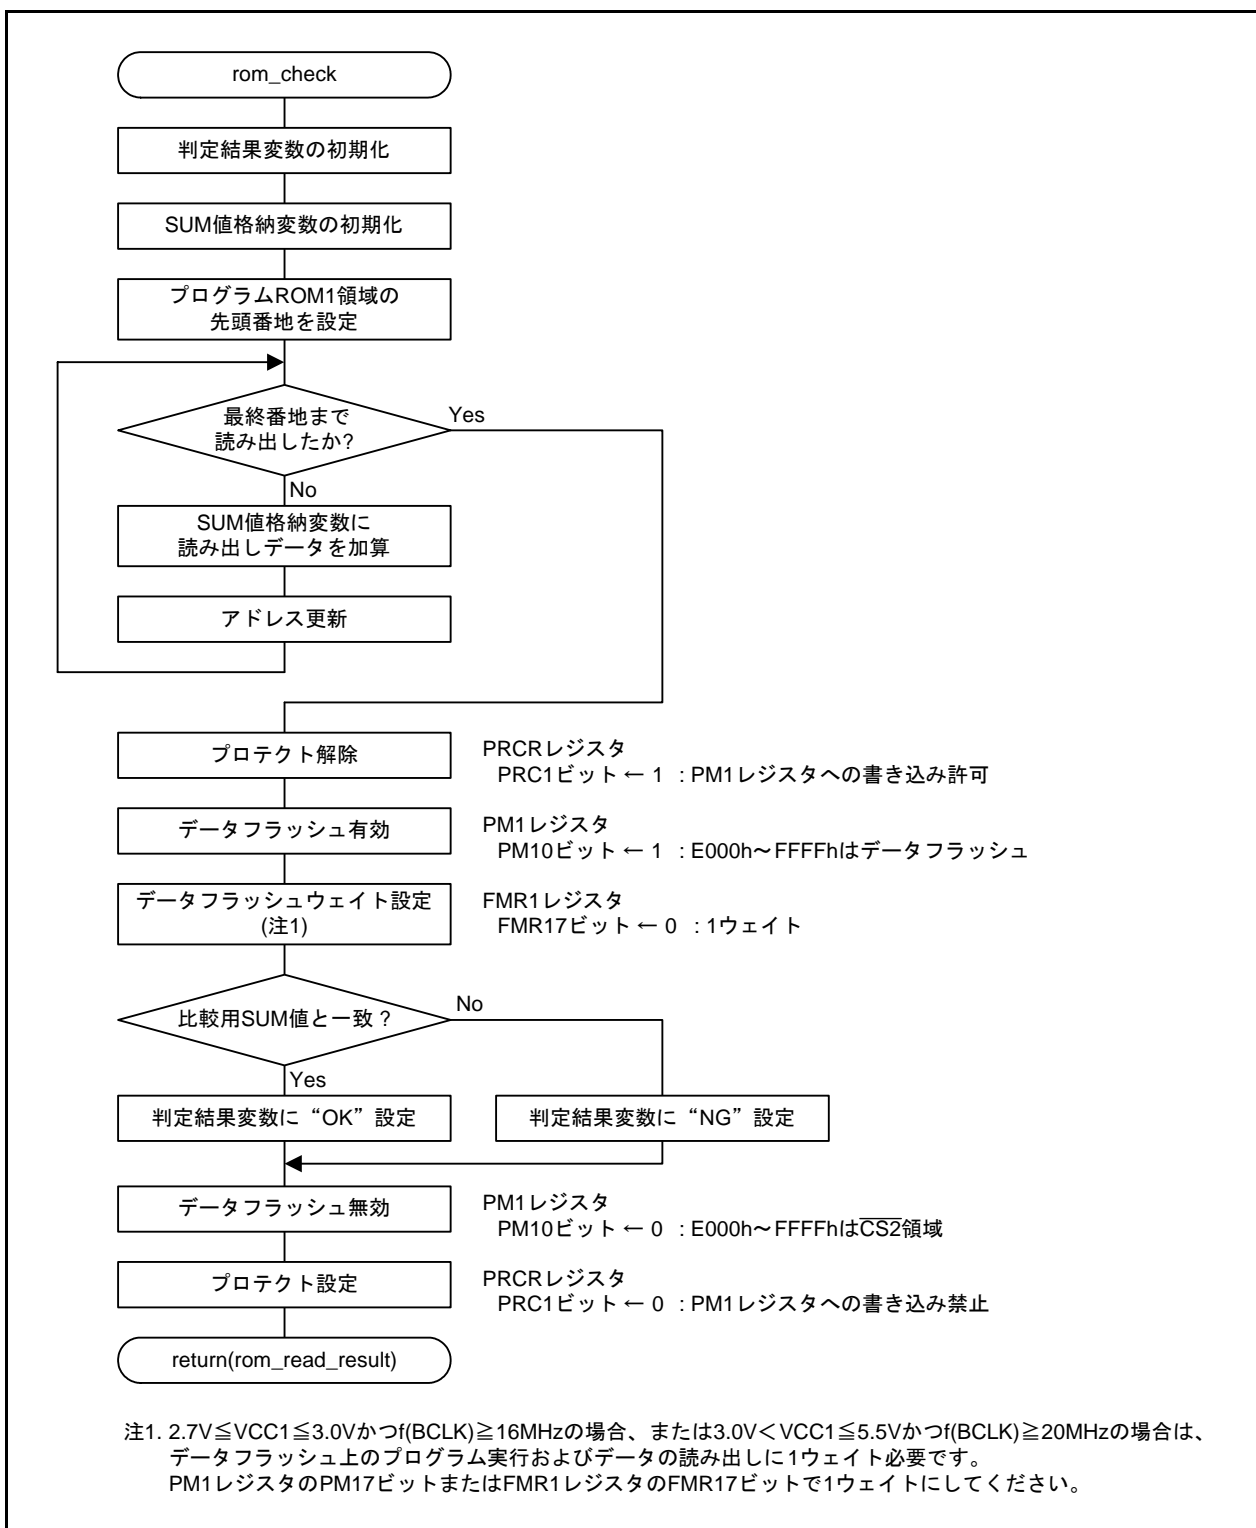 rom_check
判定結果変数の初期化
SUM値格納変数の初期化
プログラムROM1領域の
先頭番地を設定
最終番地まで
読み出したか?
Yes
No
SUM値格納変数に
読み出しデータを加算
アドレス更新
プロテクト解除
PRCRレジスタ
PRC1ビット ← 1 : PM1レジスタへの書き込み許可
データフラッシュ有効
PM1レジスタ
PM10ビット ← 1 : E000h～FFFFhはデータフラッシュ
データフラッシュウェイト設定
(注1)
FMR1レジスタ
FMR17ビット ← 0 : 1ウェイト
比較用SUM値と一致？
No
Yes
判定結果変数に“OK”設定
判定結果変数に“NG”設定
データフラッシュ無効
PM1レジスタ
PM10ビット ← 0 : E000h～FFFFhはC̅S̅2̅領域
プロテクト設定
PRCRレジスタ
PRC1ビット ← 0 : PM1レジスタへの書き込み禁止
return(rom_read_result)
注1. 2.7V≦VCC1≦3.0Vかつf(BCLK)≧16MHzの場合、または3.0V＜VCC1≦5.5Vかつf(BCLK)≧20MHzの場合は、
データフラッシュ上のプログラム実行およびデータの読み出しに1ウェイト必要です。
PM1レジスタのPM17ビットまたはFMR1レジスタのFMR17ビットで1ウェイトにしてください。